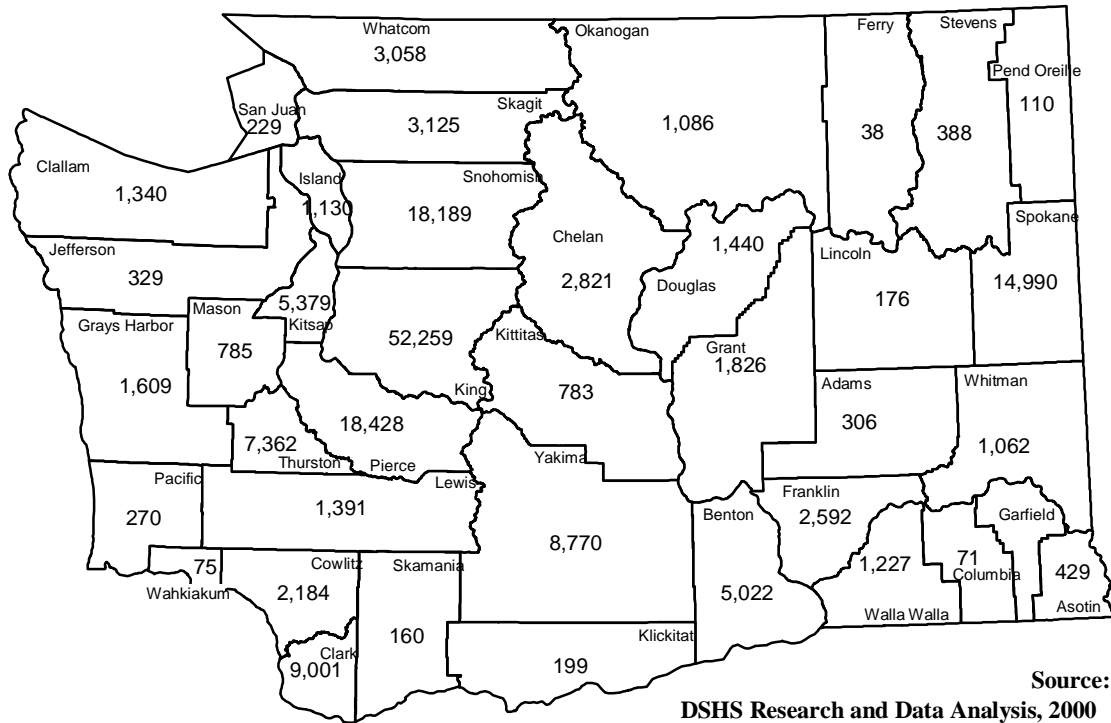 Whatcom
3,058
Okanogan
1,086
Ferry
38
Stevens
388
Pend Oreille
110
San Juan
229
Skagit
3,125
Clallam
1,340
Island
1,130
Snohomish
18,189
Chelan
2,821
1,440
Douglas
Lincoln
176
Spokane
14,990
Jefferson
329
5,379
Kitsap
Mason
785
Grays Harbor
1,609
52,259
King
Kittitas
783
Grant
1,826
Adams
306
Whitman
1,062
7,362
Thurston
18,428
Pierce
Yakima
8,770
Lewis
1,391
Pacific
270
75
Wahkiakum
Cowlitz
2,184
Skamania
160
Clark
9,001
Klickitat
199
Benton
5,022
Franklin
2,592
1,227
Walla Walla
71
Columbia
Garfield
429
Asotin
Source:
DSHS Research and Data Analysis, 2000